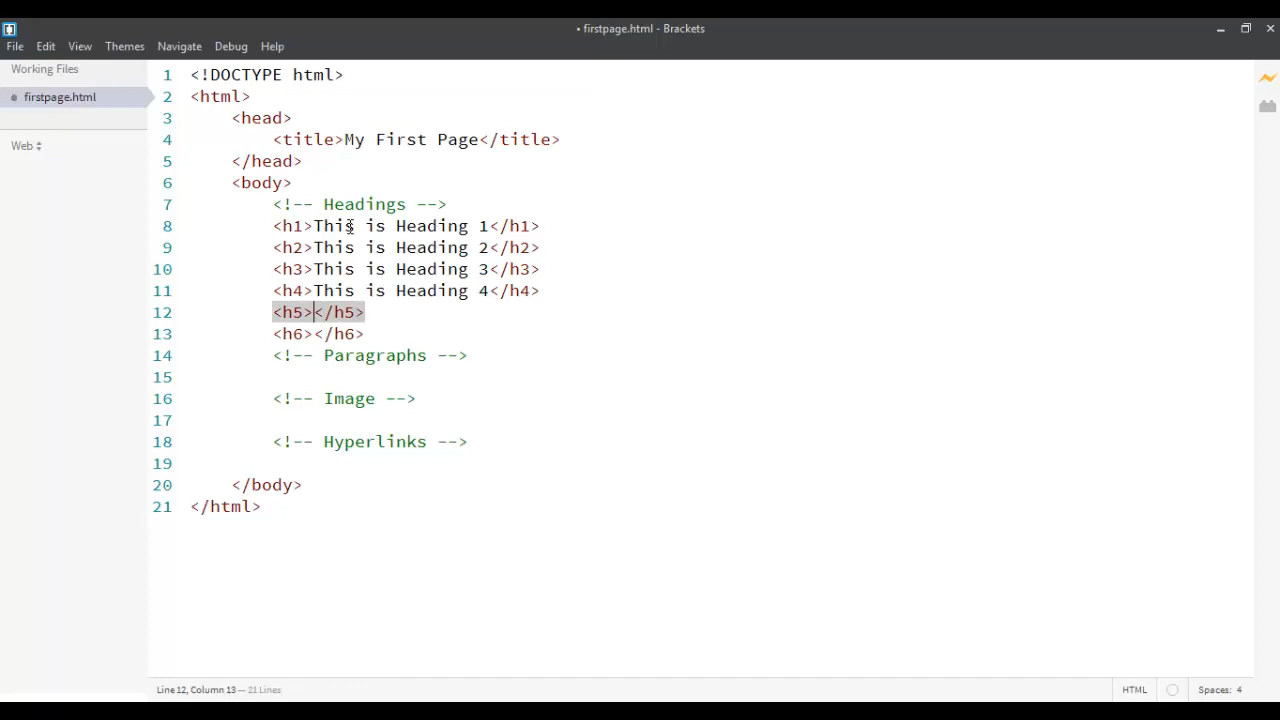 • firstpage.html - Brackets
File Edit View Themes Navigate Debug Help
Working Files
firstpage.html
Web
1 <!DOCTYPE html>
2 <html>
3 <head>
4 <title>My First Page</title>
5 </head>
6 <body>
7 <!-- Headings -->
8 <h1>This is Heading 1</h1>
9 <h2>This is Heading 2</h2>
10 <h3>This is Heading 3</h3>
11 <h4>This is Heading 4</h4>
12 <h5></h5>
13 <h6></h6>
14 <!-- Paragraphs -->
15
16 <!-- Image -->
17
18 <!-- Hyperlinks -->
19
20 </body>
21 </html>
Line 12, Column 13 — 21 Lines
HTML
Spaces: 4